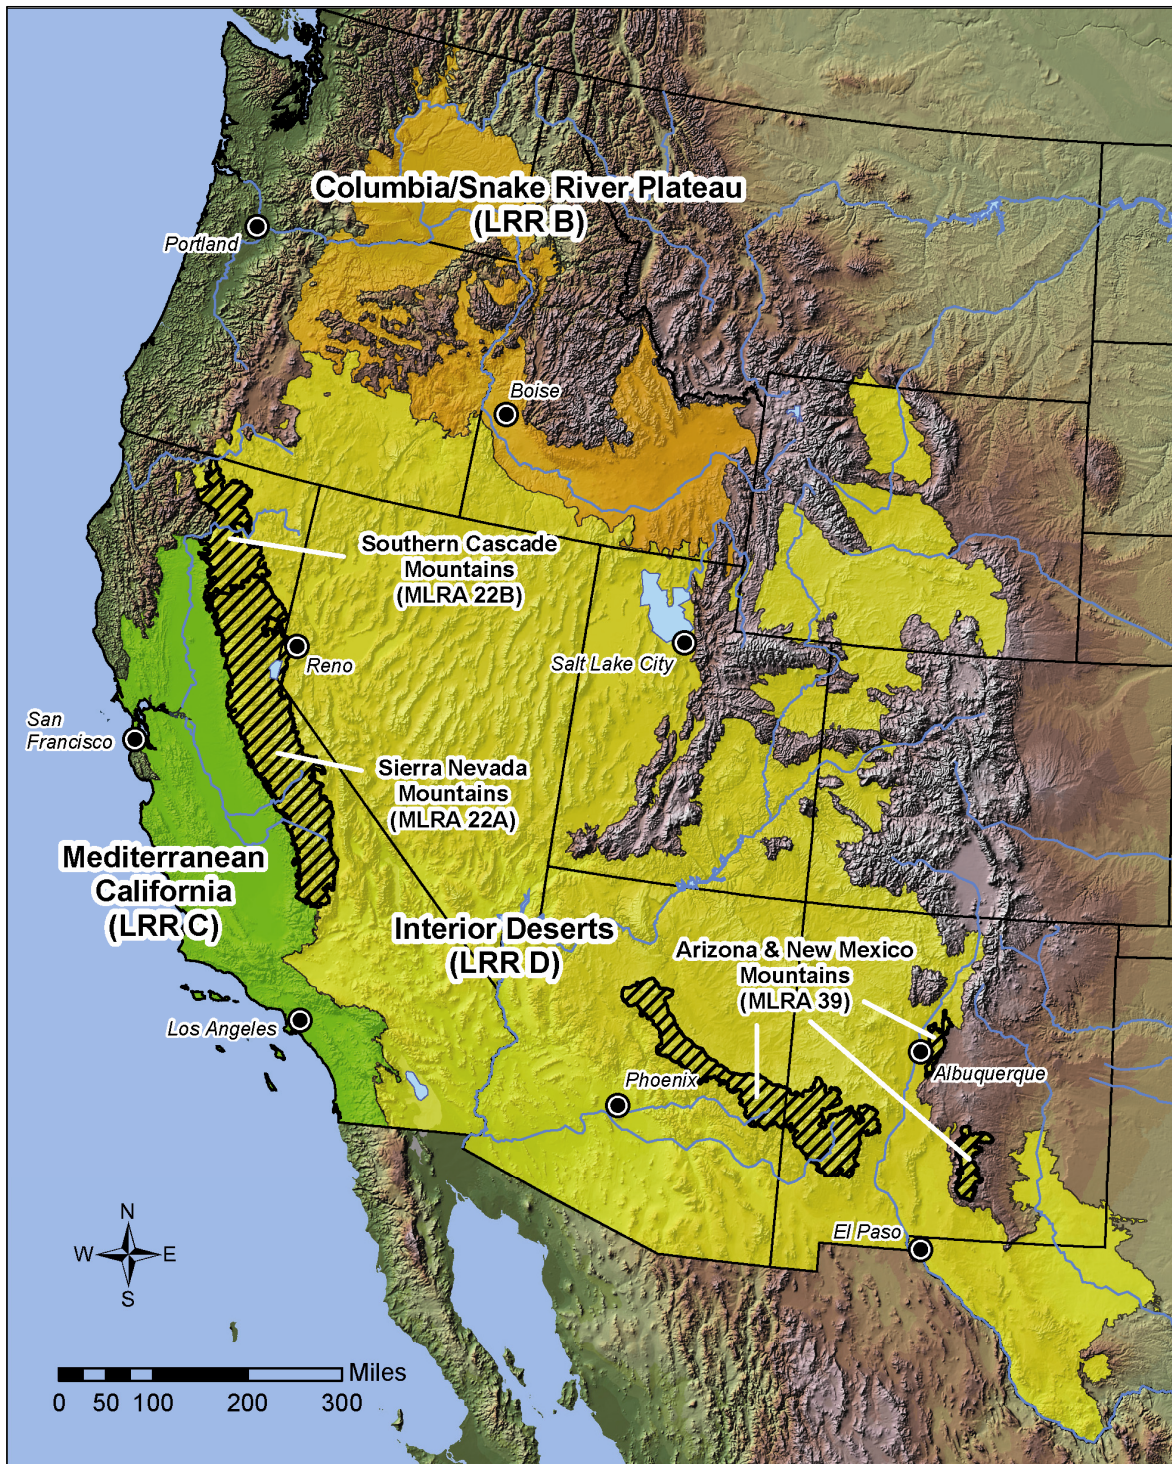 Columbia/Snake River Plateau
(LRR B)
Portland
Boise
Southern Cascade
Mountains
(MLRA 22B)
Reno
Salt Lake City
San
Francisco
Sierra Nevada
Mountains
(MLRA 22A)
Mediterranean
California
(LRR C)
Interior Deserts
(LRR D)
Arizona & New Mexico
Mountains
(MLRA 39)
Los Angeles
Phoenix
Albuquerque
El Paso
N
W E
S
Miles
0 50 100 200 300